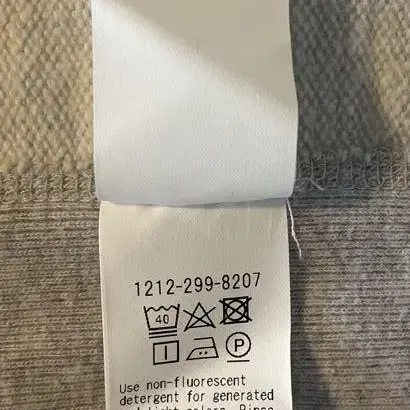 1212-299-8207
40
P
Use non-fluorescent
detergent for generated